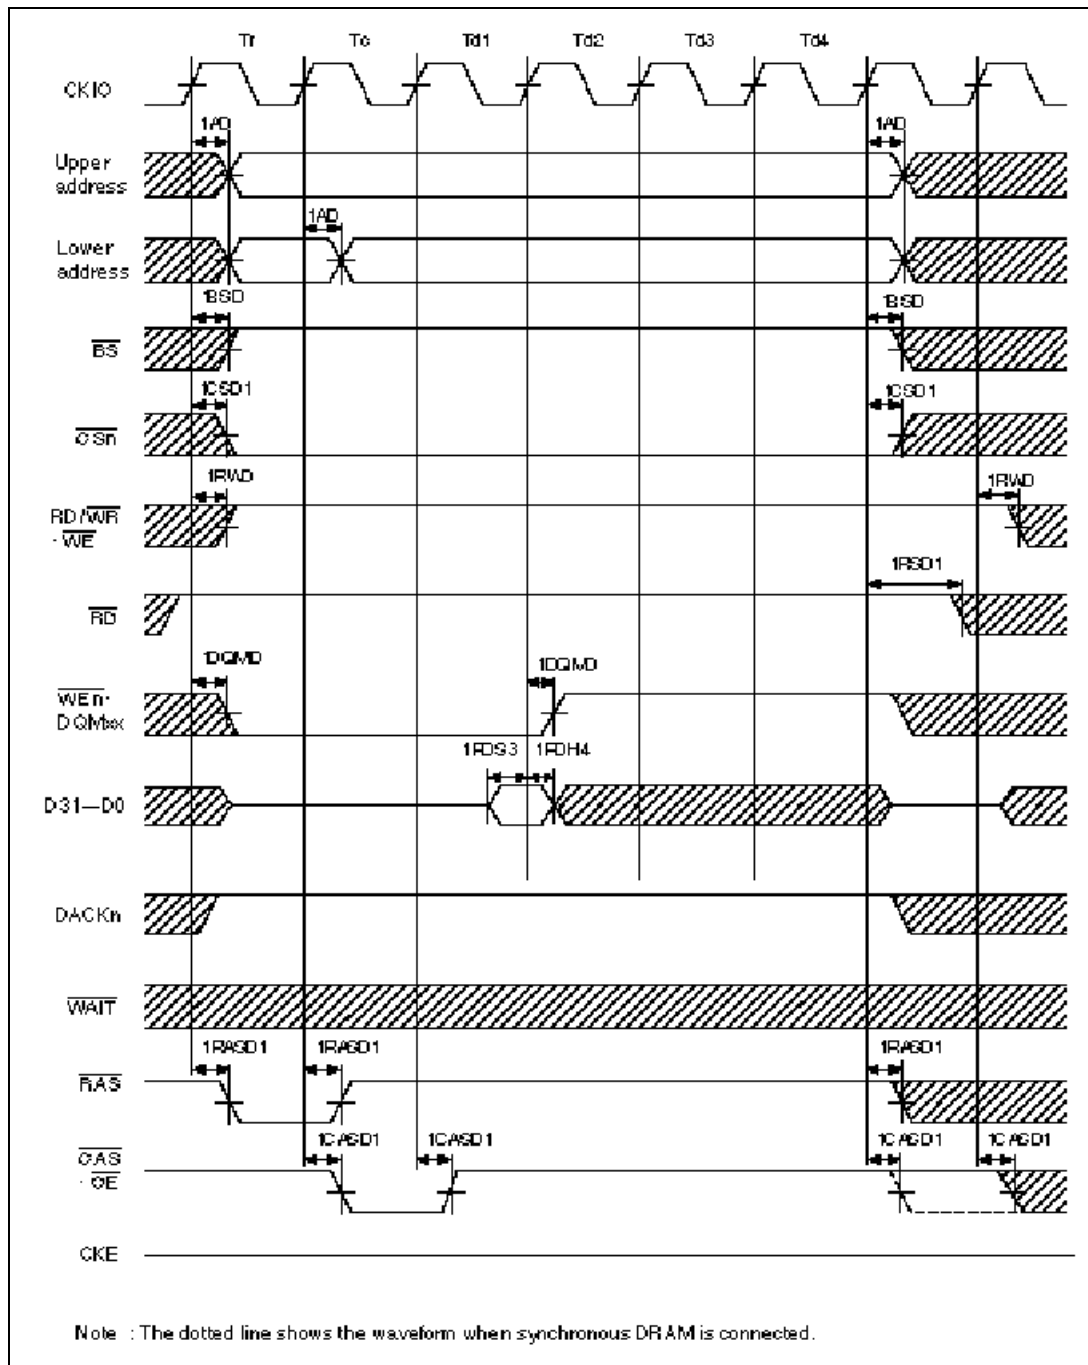 Tr Tc Td1 Td2 Td3 Td4
CKIO
tAD tAD
Upper
address
tAD
Lower
address
tBSD tBSD
BS
tCSD1 tCSD1
CSn
tRWD tRWD
RD/WR
·WE
tRSD1
RD
tDQMD tDQMD
WEn·
DQMxx
tRDS3 tRDH4
D31—D0
DACKn
WAIT
tRASD1 tRASD1 tRASD1
RAS
tCASD1 tCASD1 tCASD1 tCASD1
CAS
·OE
CKE
Note : The dotted line shows the waveform when synchronous DRAM is connected.